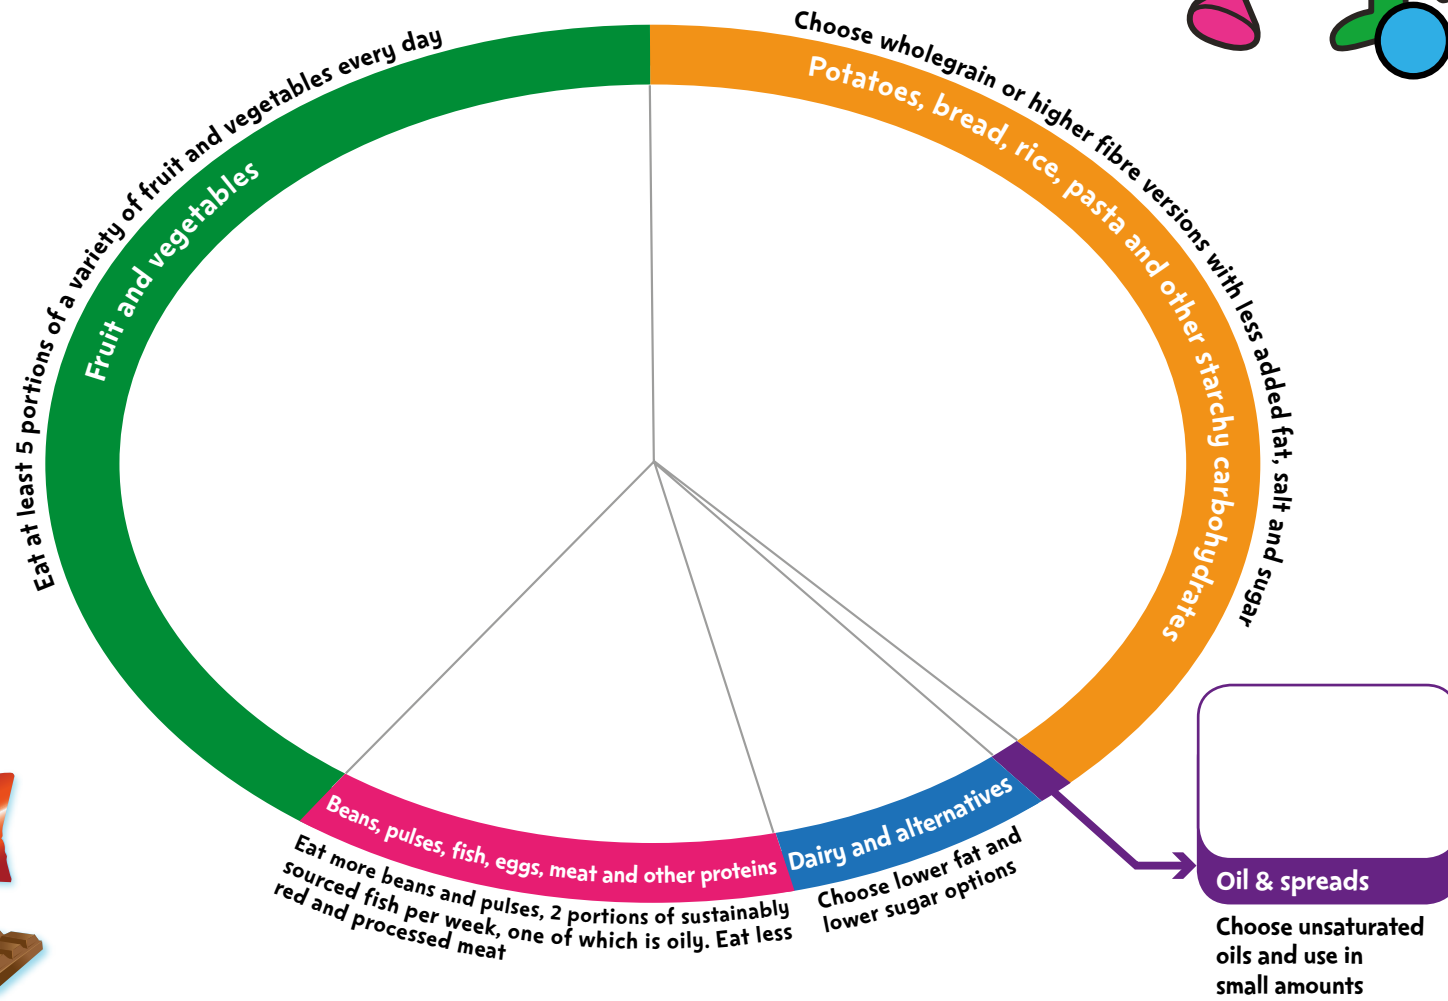 Eat at least 5 portions of a variety of fruit and vegetables every day
Fruit and vegetables
Choose wholegrain or higher fibre versions with less added fat, salt and sugar
Potatoes, bread, rice, pasta and other starchy carbohydrates
Beans, pulses, fish, eggs, meat and other proteins
Eat more beans and pulses, 2 portions of sustainably
sourced fish per week, one of which is oily. Eat less
red and processed meat
Dairy and alternatives
Choose lower fat and
lower sugar options
Oil & spreads
Choose unsaturated
oils and use in
small amounts